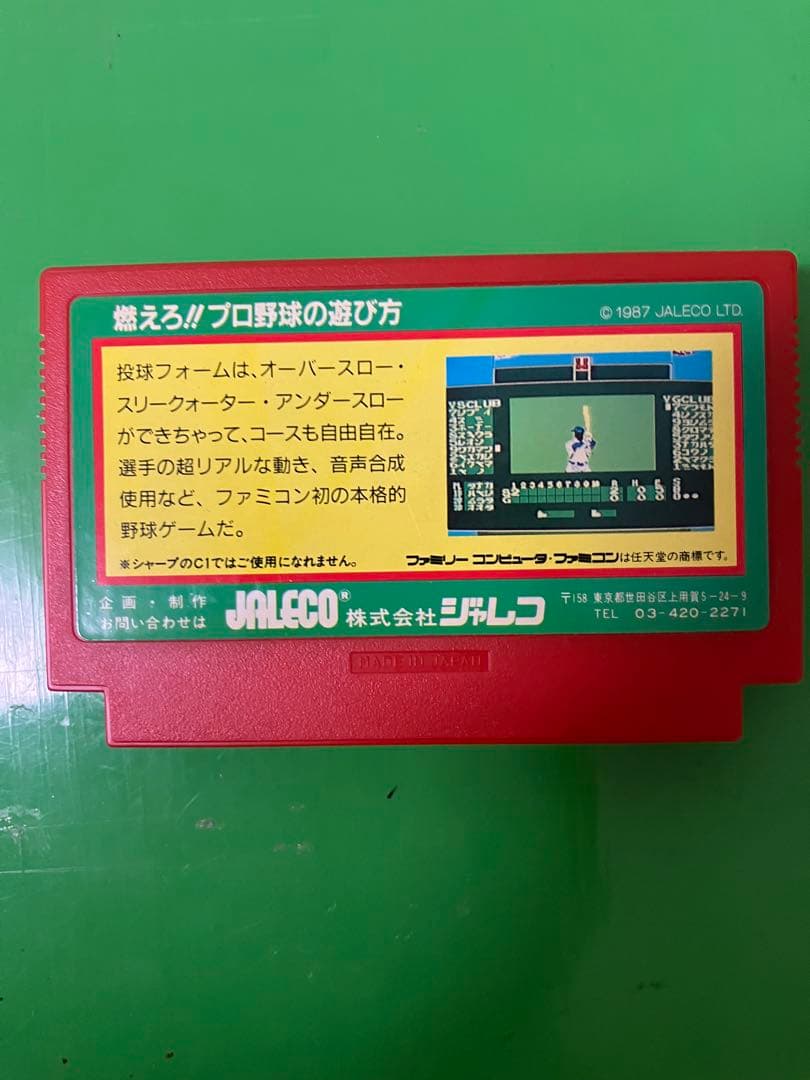 燃えろ!!プロ野球の遊び方
© 1987 JALECO LTD.
投球フォームは、オーバースロー・
スリークォーター・アンダースロー
ができちゃって、コースも自由自在。
選手の超リアルな動き、音声合成
使用など、ファミコン初の本格的
野球ゲームだ。
YSCLUB
YGCLUB
※シャープのC1ではご使用になれません。
ファミリー コンピュータ・ファミコンは任天堂の商標です。
企画・制作
お問い合わせは
JALECO® 株式会社ジャレコ
〒158 東京都世田谷区上用賀5-24-9
TEL 03-420-2271
MADE IN JAPAN